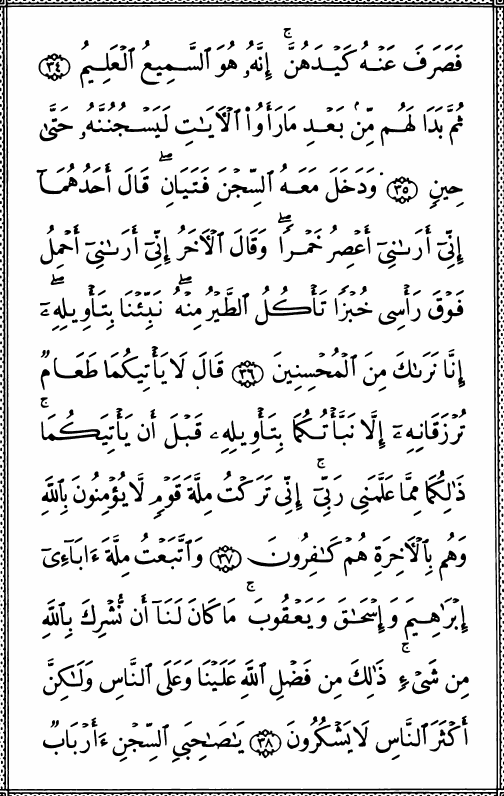 فَصَرَفَ عَنْهُ كَيْدَهُنَّ ۚ إِنَّهُۥ هُوَ ٱلسَّمِيعُ ٱلْعَلِيمُ ٣٤
ثُمَّ بَدَا لَهُم مِّنۢ بَعْدِ مَا رَأَوُا۟ ٱلْءَايَٰتِ لَيَسْجُنُنَّهُۥ حَتَّىٰ
حِينٍ ٣٥ وَدَخَلَ مَعَهُ ٱلسِّجْنَ فَتَيَانِ ۖ قَالَ أَحَدُهُمَآ
إِنِّىٓ أَرَىٰنِىٓ أَعْصِرُ خَمْرًا ۖ وَقَالَ ٱلْءَاخَرُ إِنِّىٓ أَرَىٰنِىٓ أَحْمِلُ
فَوْقَ رَأْسِى خُبْزًا تَأْكُلُ ٱلطَّيْرُ مِنْهُ ۖ نَبِّئْنَا بِتَأْوِيلِهِۦٓ ۖ
إِنَّا نَرَىٰكَ مِنَ ٱلْمُحْسِنِينَ ٣٦ قَالَ لَا يَأْتِيكُمَا طَعَامٌ
تُرْزَقَانِهِۦٓ إِلَّا نَبَّأْتُكُمَا بِتَأْوِيلِهِۦ قَبْلَ أَن يَأْتِيَكُمَا ۚ
ذَٰلِكُمَا مِمَّا عَلَّمَنِى رَبِّىٓ ۚ إِنِّى تَرَكْتُ مِلَّةَ قَوْمٍ لَّا يُؤْمِنُونَ بِٱللَّهِ
وَهُم بِٱلْءَاخِرَةِ هُمْ كَٰفِرُونَ ٣٧ وَٱتَّبَعْتُ مِلَّةَ ءَابَآءِىٓ
إِبْرَٰهِيمَ وَإِسْحَٰقَ وَيَعْقُوبَ ۚ مَا كَانَ لَنَآ أَن نُّشْرِكَ بِٱللَّهِ
مِن شَىْءٍ ۚ ذَٰلِكَ مِن فَضْلِ ٱللَّهِ عَلَيْنَا وَعَلَى ٱلنَّاسِ وَلَٰكِنَّ
أَكْثَرَ ٱلنَّاسِ لَا يَشْكُرُونَ ٣٨ يَٰصَٰحِبَىِ ٱلسِّجْنِ ءَأَرْبَابٌ